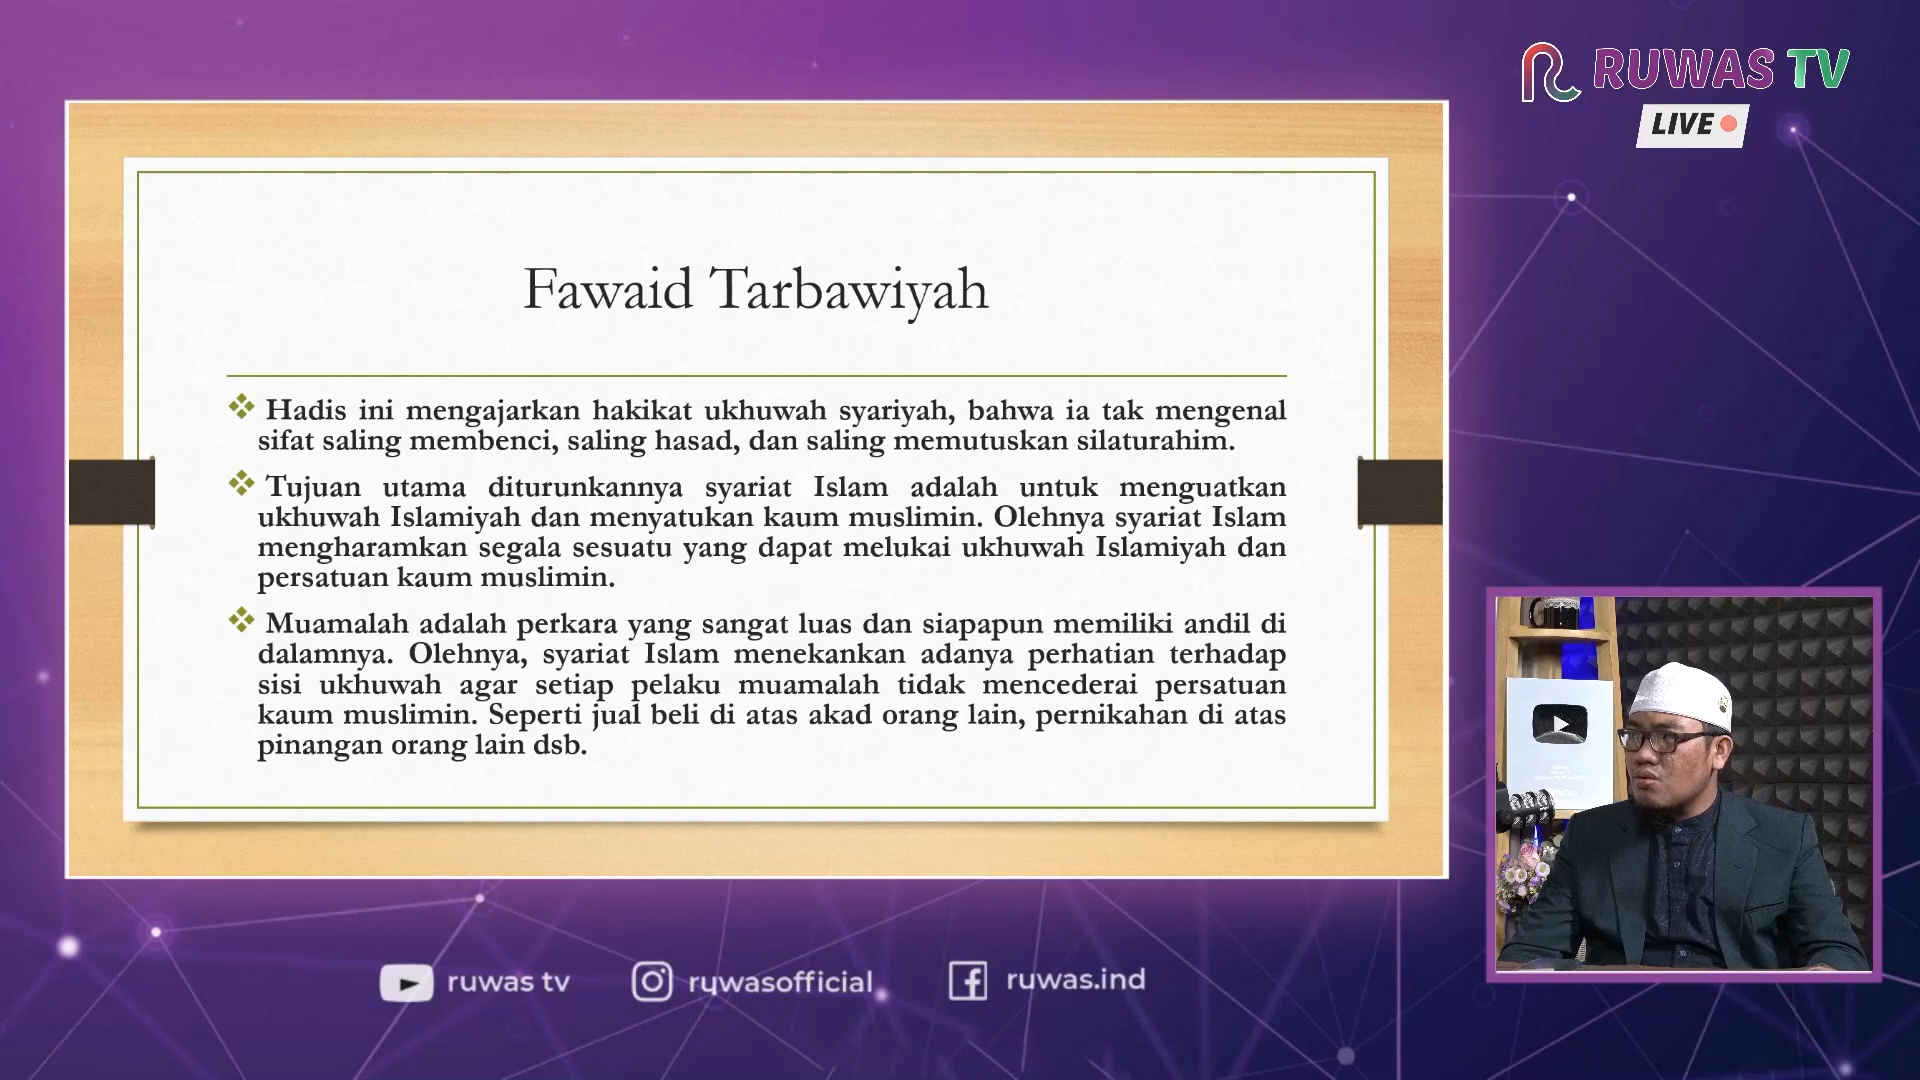 RUWAS TV
LIVE
Fawaid Tarbawiyah
Hadis ini mengajarkan hakikat ukhuwah syariyah, bahwa ia tak mengenal
sifat saling membenci, saling hasad, dan saling memutuskan silaturahim.
Tujuan utama diturunkannya syariat Islam adalah untuk menguatkan
ukhuwah Islamiyah dan menyatukan kaum muslimin. Olehnya syariat Islam
mengharamkan segala sesuatu yang dapat melukai ukhuwah Islamiyah dan
persatuan kaum muslimin.
Muamalah adalah perkara yang sangat luas dan siapapun memiliki andil di
dalamnya. Olehnya, syariat Islam menekankan adanya perhatian terhadap
sisi ukhuwah agar setiap pelaku muamalah tidak mencederai persatuan
kaum muslimin. Seperti jual beli di atas akad orang lain, pernikahan di atas
pinangan orang lain dsb.
ruwas tv
ruwasofficial
ruwas.ind